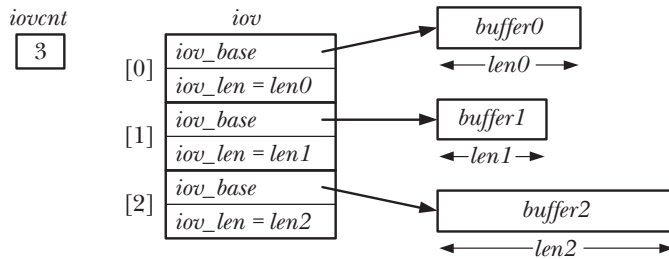 iovcnt
3
iov
[0]
iov_base
iov_len = len0
[1]
iov_base
iov_len = len1
[2]
iov_base
iov_len = len2
buffer0
len0
buffer1
len1
buffer2
len2